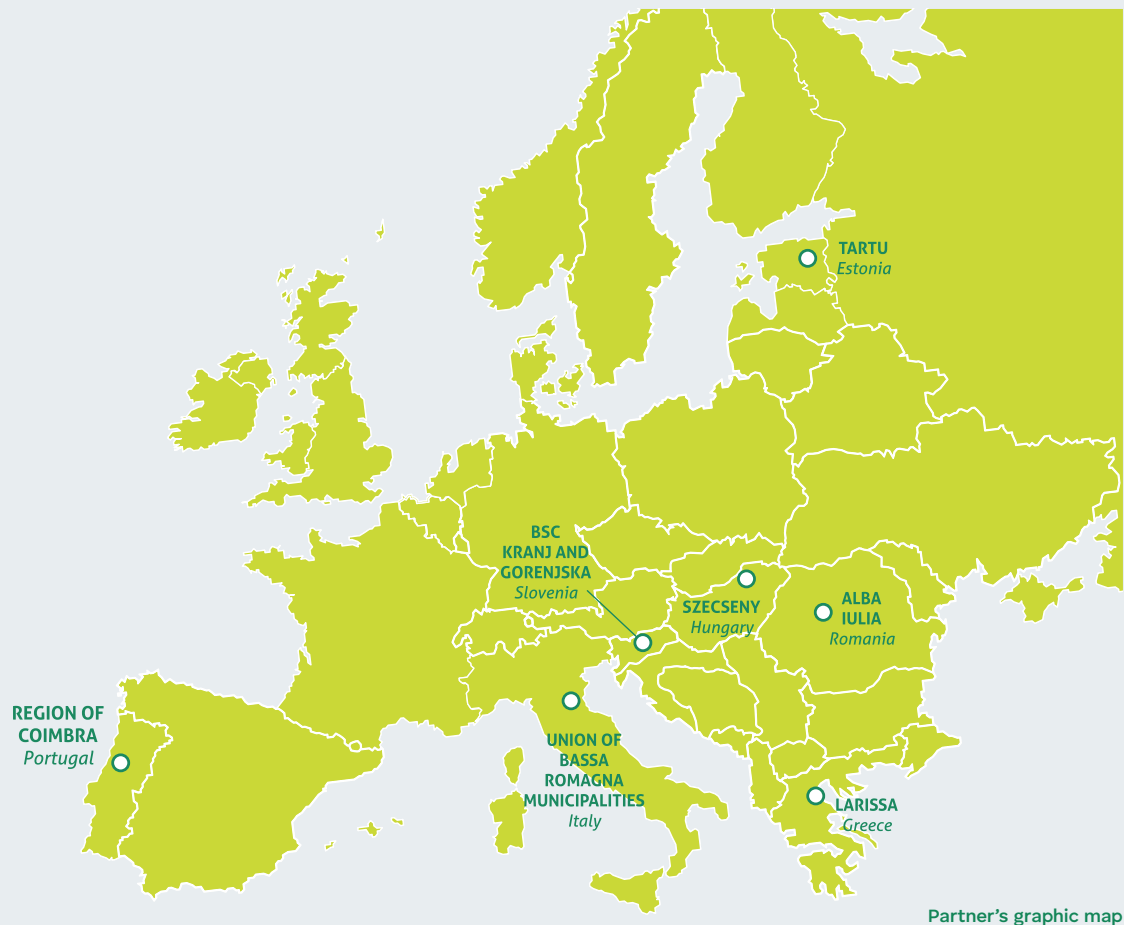 TARTU
Estonia
BSC
KRANJ AND
GORENJSKA
Slovenia
SZECSENY
Hungary
ALBA
IULIA
Romania
REGION OF
COIMBRA
Portugal
UNION OF
BASSA
ROMAGNA
MUNICIPALITIES
Italy
LARISSA
Greece
Partner's graphic map